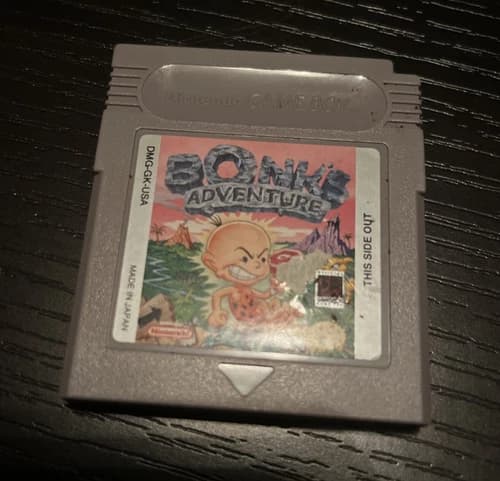 Nintendo GAME BOY
BONK'S
ADVENTURE
DMG-GK-USA
MADE IN JAPAN
THIS SIDE OUT
Nintendo